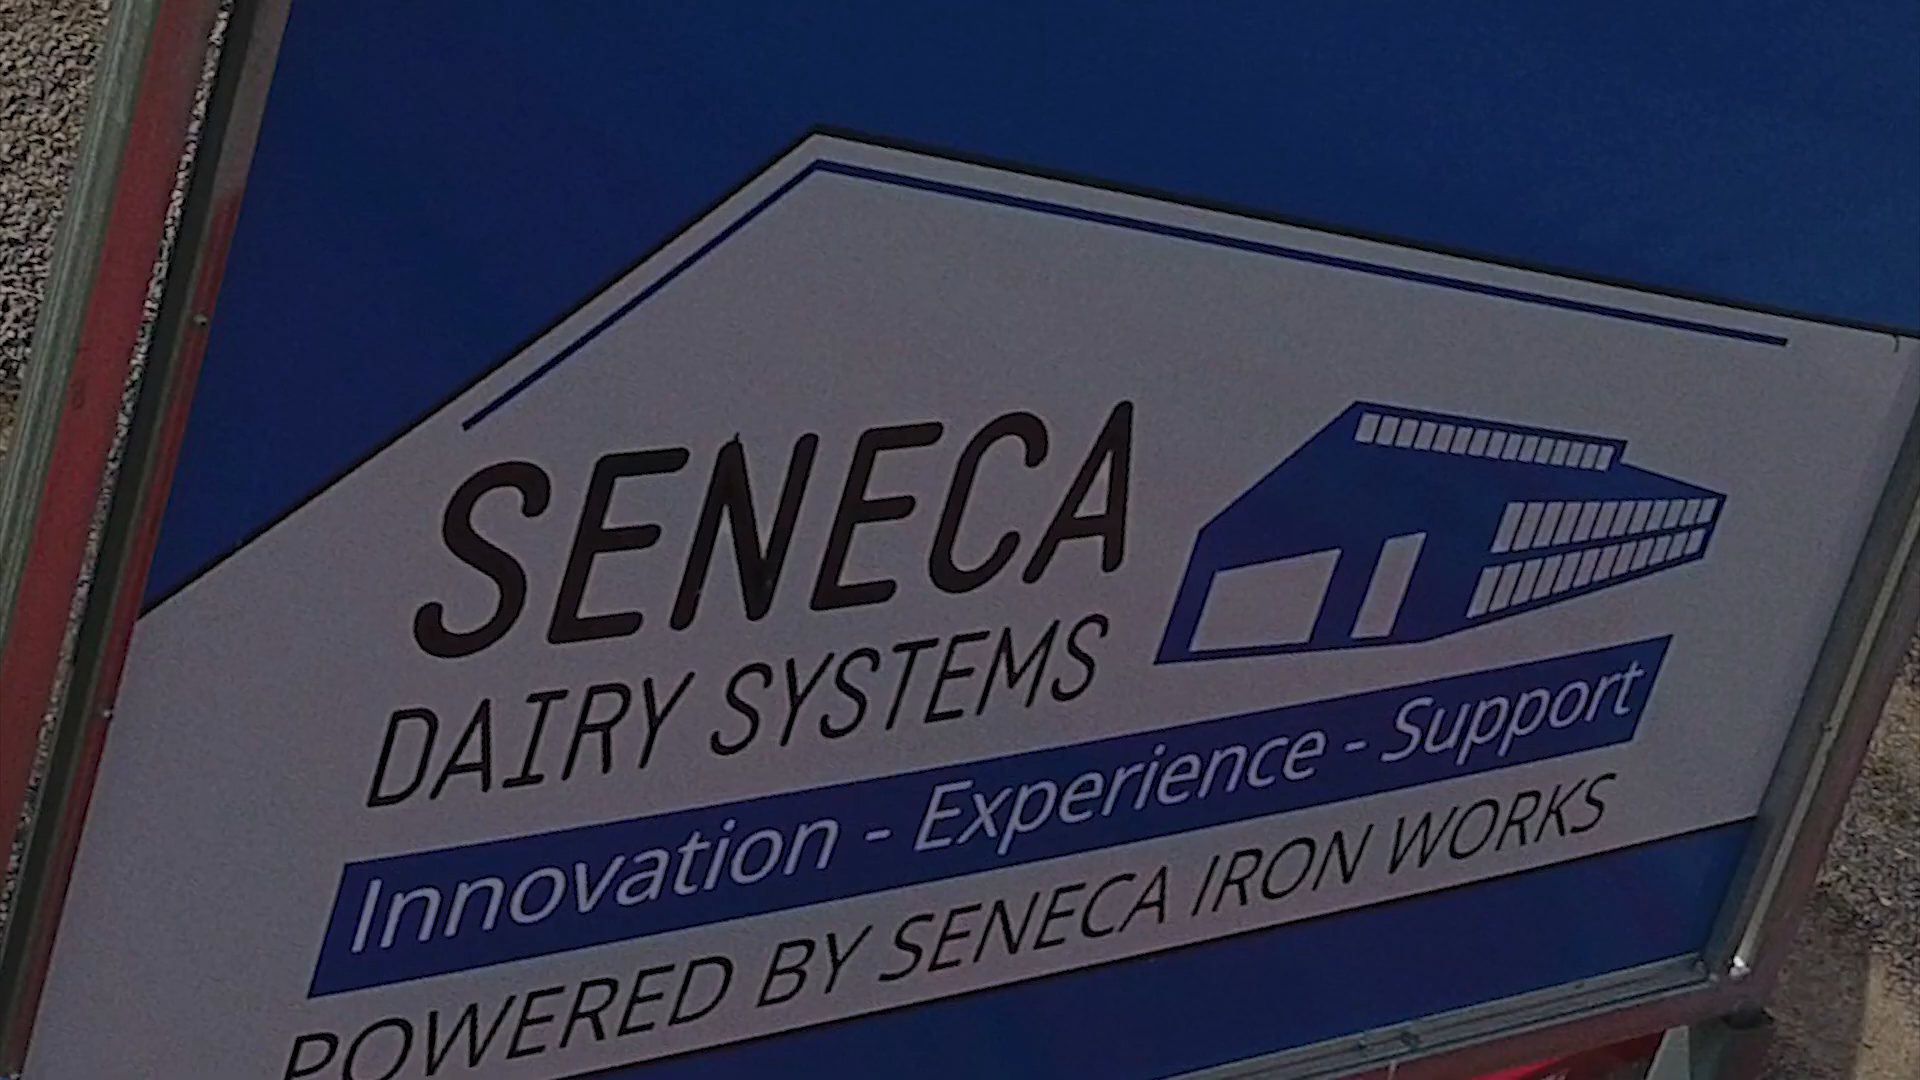 SENECA
DAIRY SYSTEMS
Innovation - Experience - Support
POWERED BY SENECA IRON WORKS